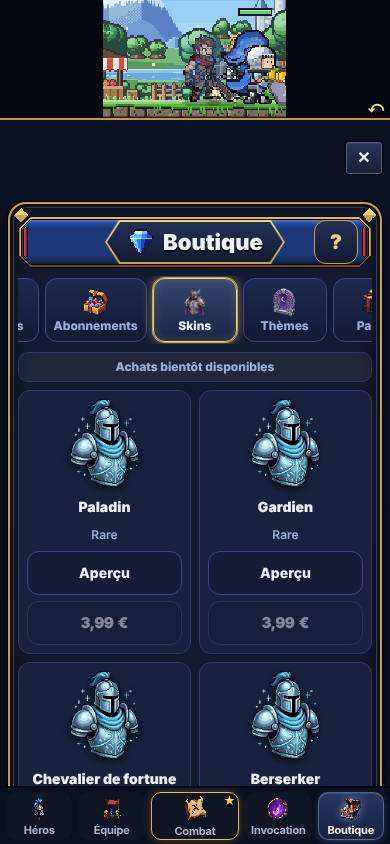 ×
Boutique
?
s
Abonnements
Skins
Thèmes
Pa
Achats bientôt disponibles
Paladin
Gardien
Rare
Rare
Aperçu
Aperçu
3,99 €
3,99 €
Chevalier de fortune
Berserker
Héros
Équipe
Combat
Invocation
Boutique